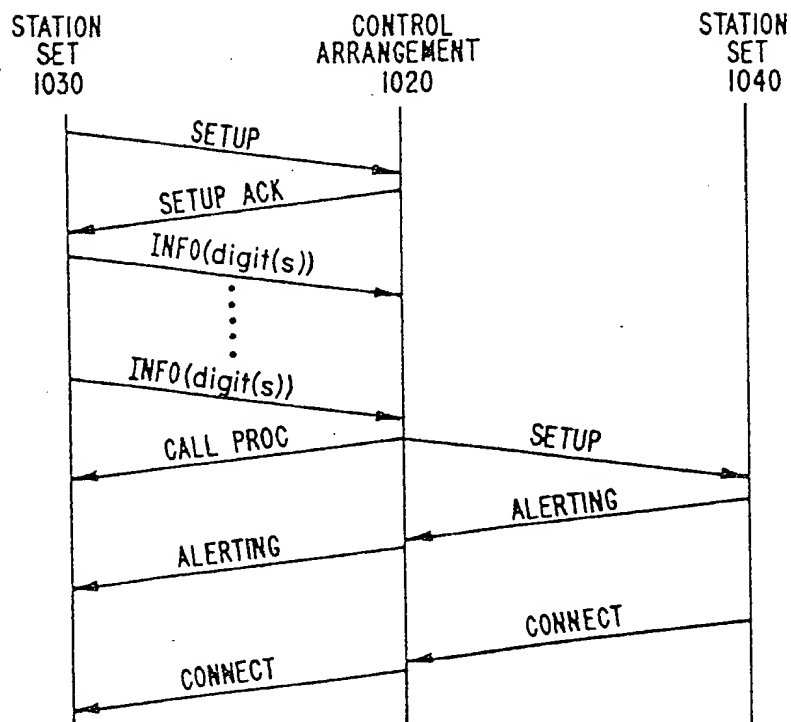 STATION
SET
1030
CONTROL
ARRANGEMENT
1020
STATION
SET
1040
SETUP
SETUP ACK
INFO(digit(s))
INFO(digit(s))
CALL PROC
SETUP
ALERTING
ALERTING
CONNECT
CONNECT